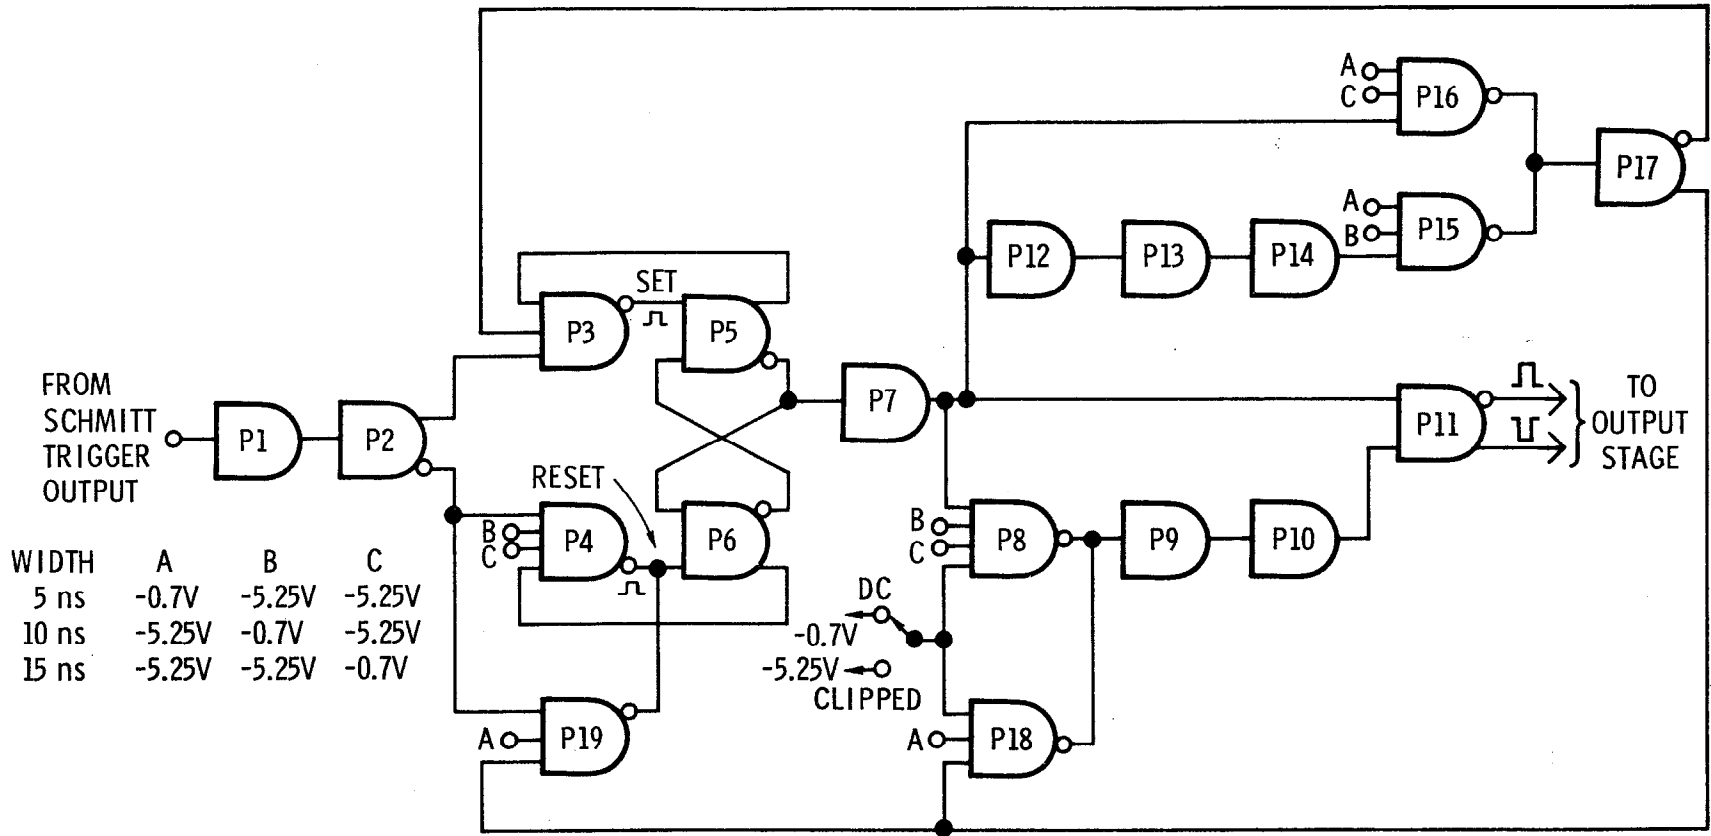 A
C
P16
P17
A
B
P15
P12
P13
P14
SET
P3
P5
FROM
SCHMITT
TRIGGER
OUTPUT
P1
P2
P7
P11
TO
OUTPUT
STAGE
RESET
B
C
P4
P6
B
C
P8
P9
P10
WIDTH A B C
5 ns -0.7V -5.25V -5.25V
10 ns -5.25V -0.7V -5.25V
15 ns -5.25V -5.25V -0.7V
DC
-0.7V
-5.25V
CLIPPED
A
P19
A
P18